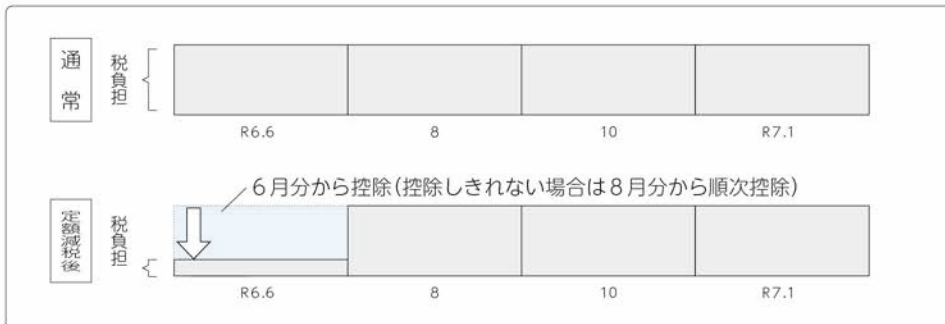 通常
税負担
R6.6 8 10 R7.1
6月分から控除(控除しきれない場合は8月分から順次控除)
定額減税後
税負担
R6.6 8 10 R7.1